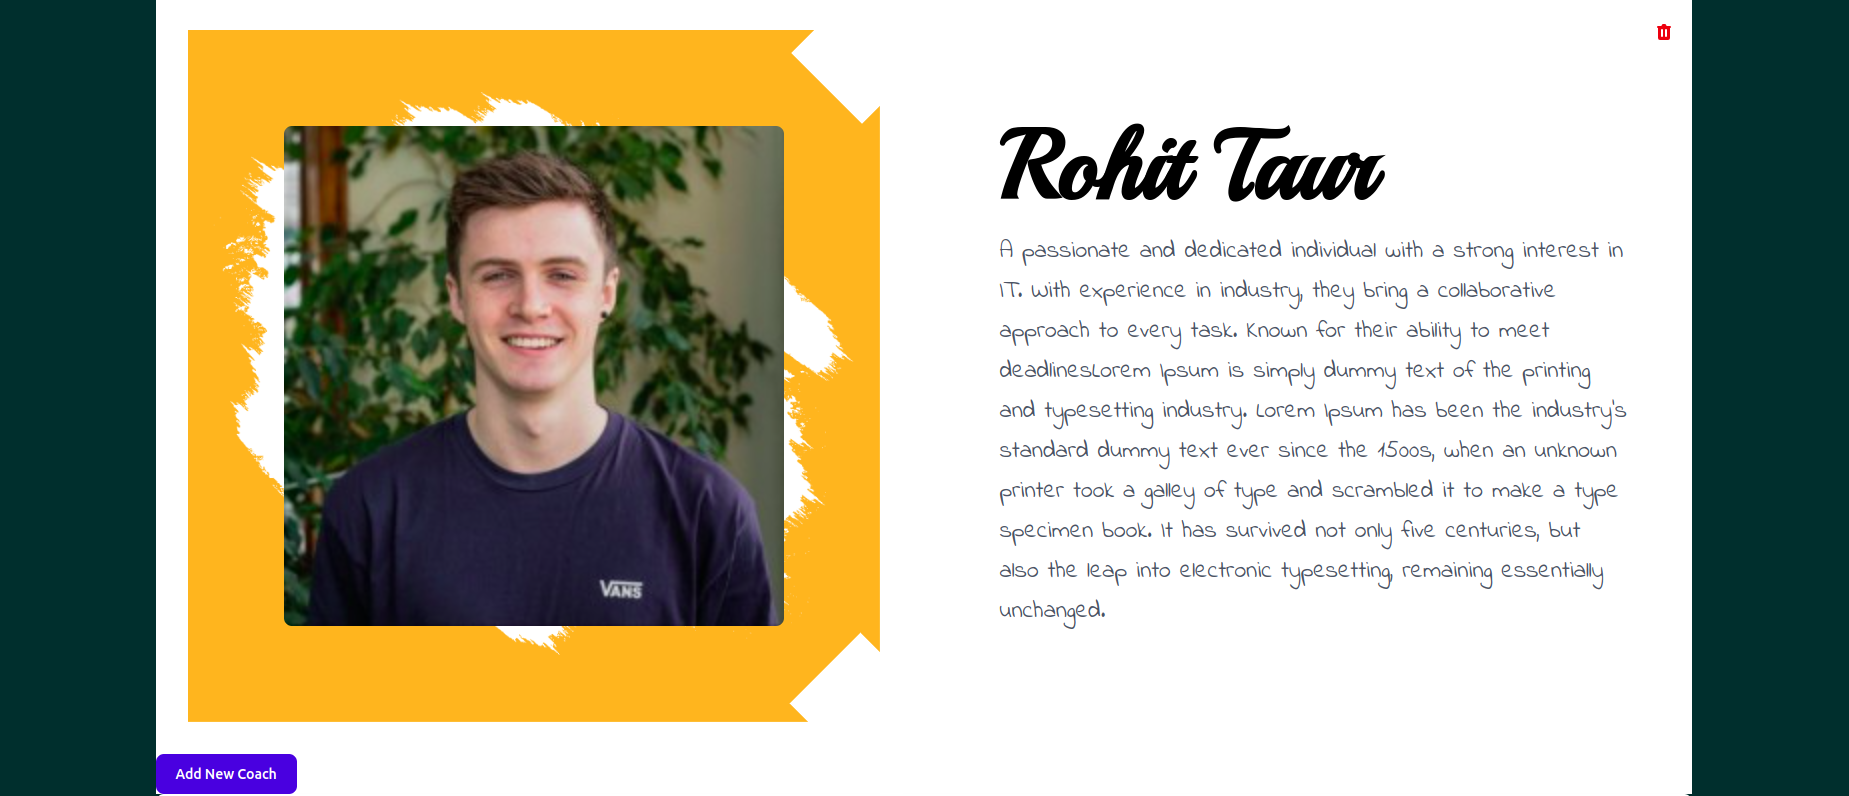 Rohit Taur
A passionate and dedicated individual with a strong interest in
IT. With experience in industry, they bring a collaborative
approach to every task. Known for their ability to meet
deadlinesLorem Ipsum is simply dummy text of the printing
and typesetting industry. Lorem Ipsum has been the industry's
standard dummy text ever since the 1500s, when an unknown
printer took a galley of type and scrambled it to make a type
specimen book. It has survived not only five centuries, but
also the leap into electronic typesetting, remaining essentially
unchanged.
VANS
Add New Coach